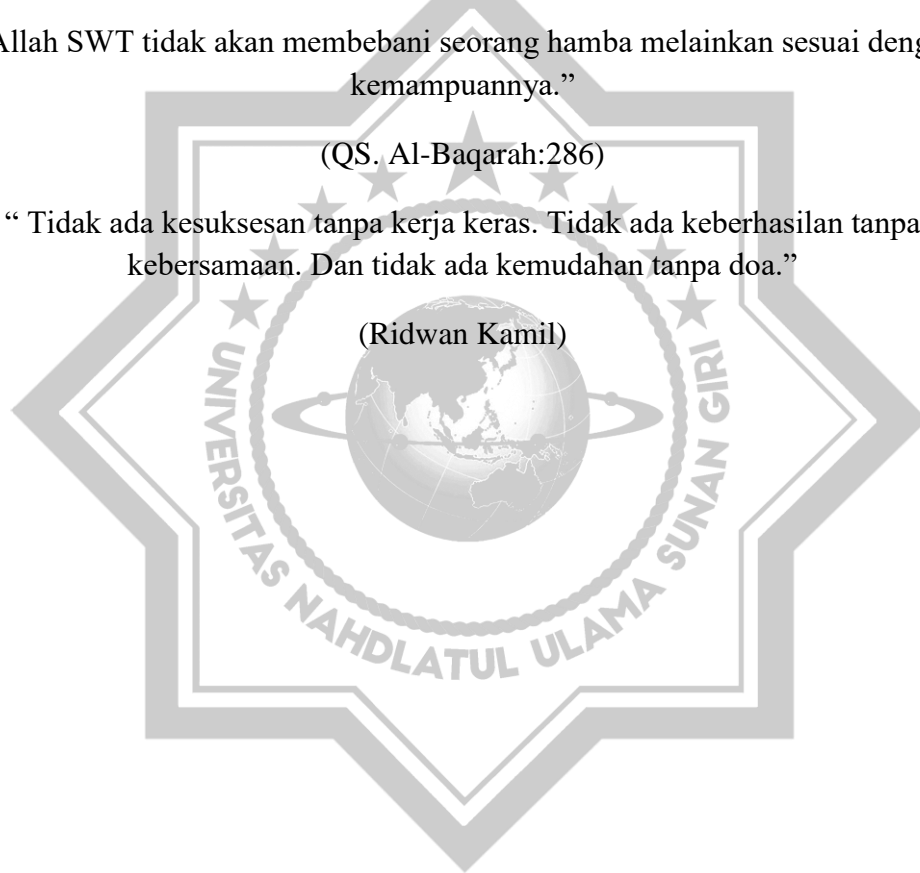 Allah SWT tidak akan membebani seorang hamba melainkan sesuai deng
kemampuannya.”
(QS. Al-Baqarah:286)
“ Tidak ada kesuksesan tanpa kerja keras. Tidak ada keberhasilan tanpa
kebersamaan. Dan tidak ada kemudahan tanpa doa.”
(Ridwan Kamil)
UNIVERSITAS NAHDLATUL ULAMA SUNAN GIRI